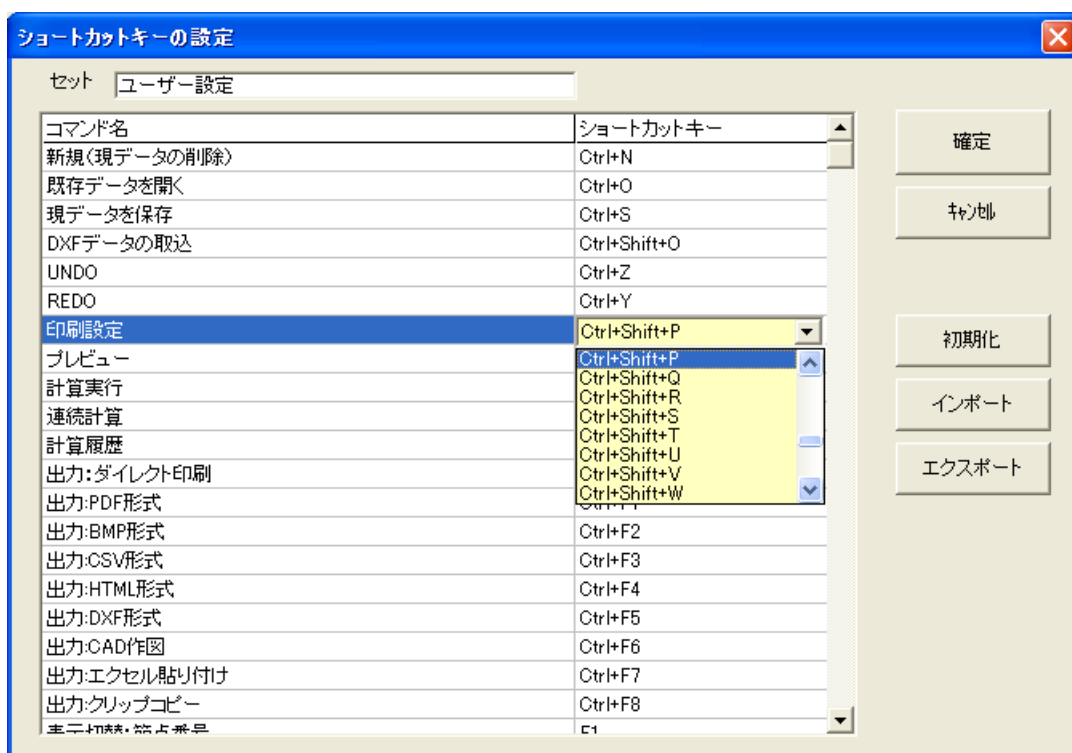 ショートカットキーの設定
セット ユーザー設定
コマンド名 ショートカットキー
新規(現データの削除) Ctrl+N
既存データを開く Ctrl+O
現データを保存 Ctrl+S
DXFデータの取込 Ctrl+Shift+O
UNDO Ctrl+Z
REDO Ctrl+Y
印刷設定 Ctrl+Shift+P
プレビュー Ctrl+Shift+P
Ctrl+Shift+Q
計算実行 Ctrl+Shift+R
連続計算 Ctrl+Shift+S
Ctrl+Shift+T
計算履歴 Ctrl+Shift+U
出力:ダイレクト印刷 Ctrl+Shift+V
Ctrl+Shift+W
出力:PDF形式
出力:BMP形式 Ctrl+F2
出力:CSV形式 Ctrl+F3
出力:HTML形式 Ctrl+F4
出力:DXF形式 Ctrl+F5
出力:CAD作図 Ctrl+F6
出力:エクセル貼り付け Ctrl+F7
出力:クリップコピー Ctrl+F8
表示切替:節点番号 F1
確定
キャンセル
初期化
インポート
エクスポート